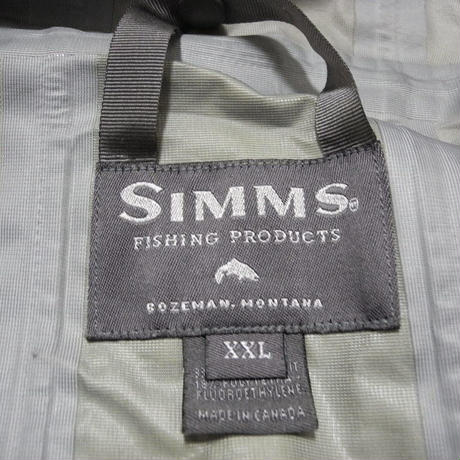 SIMMS®
FISHING PRODUCTS
BOZEMAN, MONTANA
XXL
FLUOROETHYLENE
MADE IN CANADA